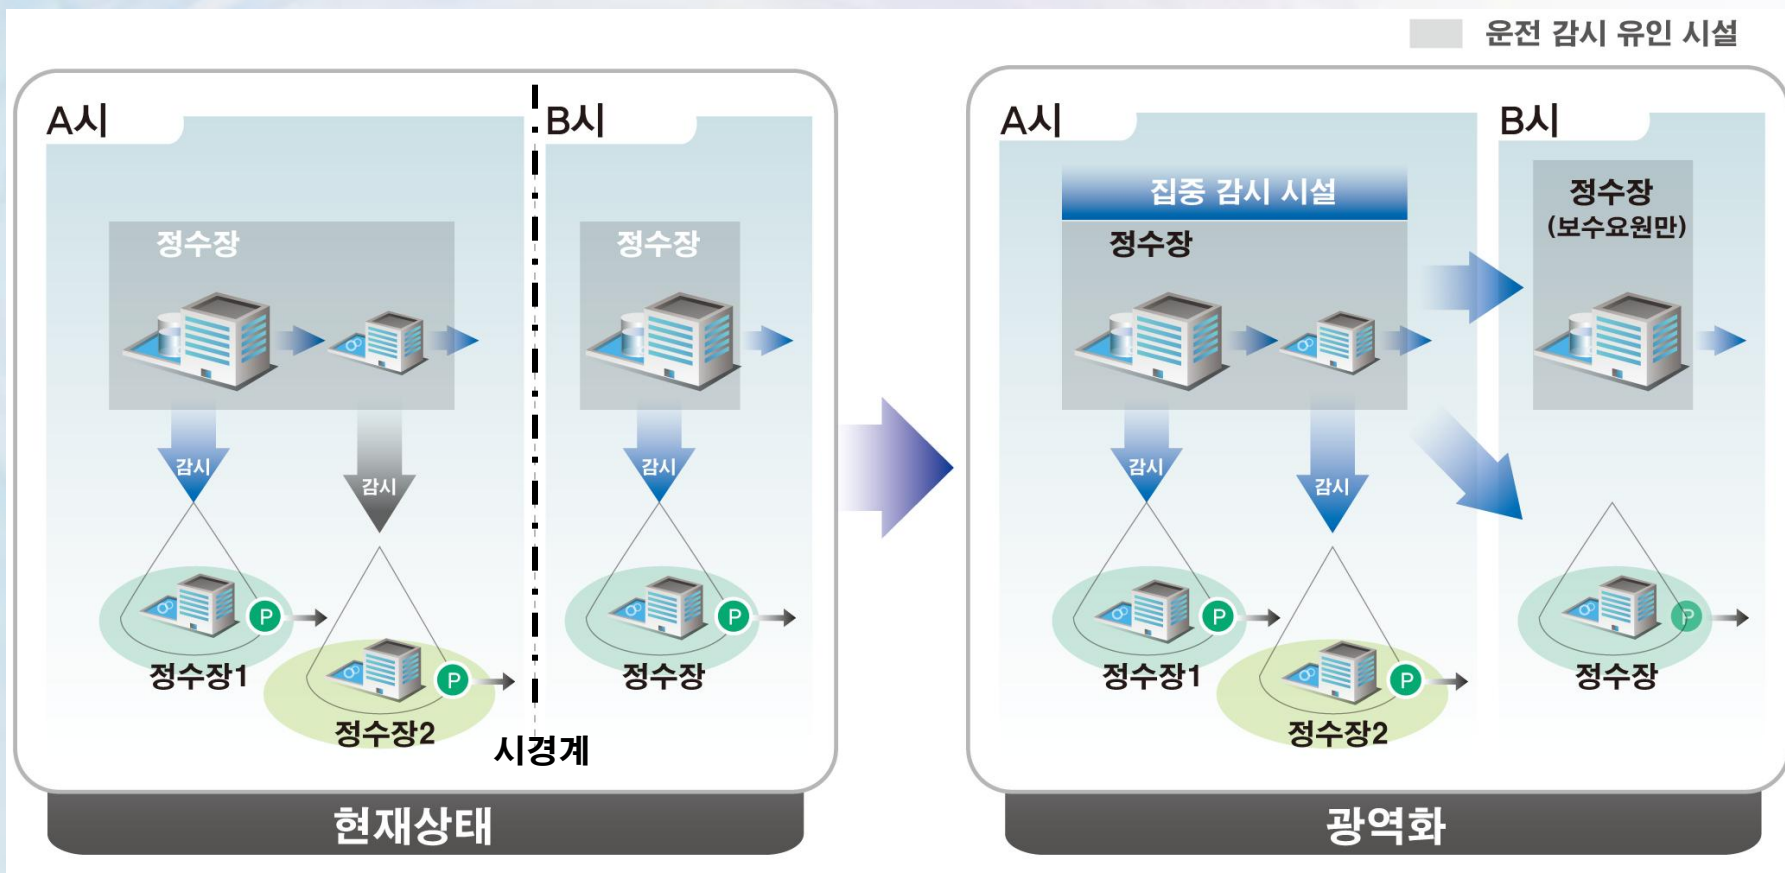 운전 감시 유인 시설
A시
B시
정수장
정수장
감시
감시
감시
P
P
P
정수장1
정수장2
정수장
시경계
현재상태
A시
B시
집중 감시 시설
정수장
정수장
(보수요원만)
감시
감시
P
P
P
정수장1
정수장2
정수장
광역화